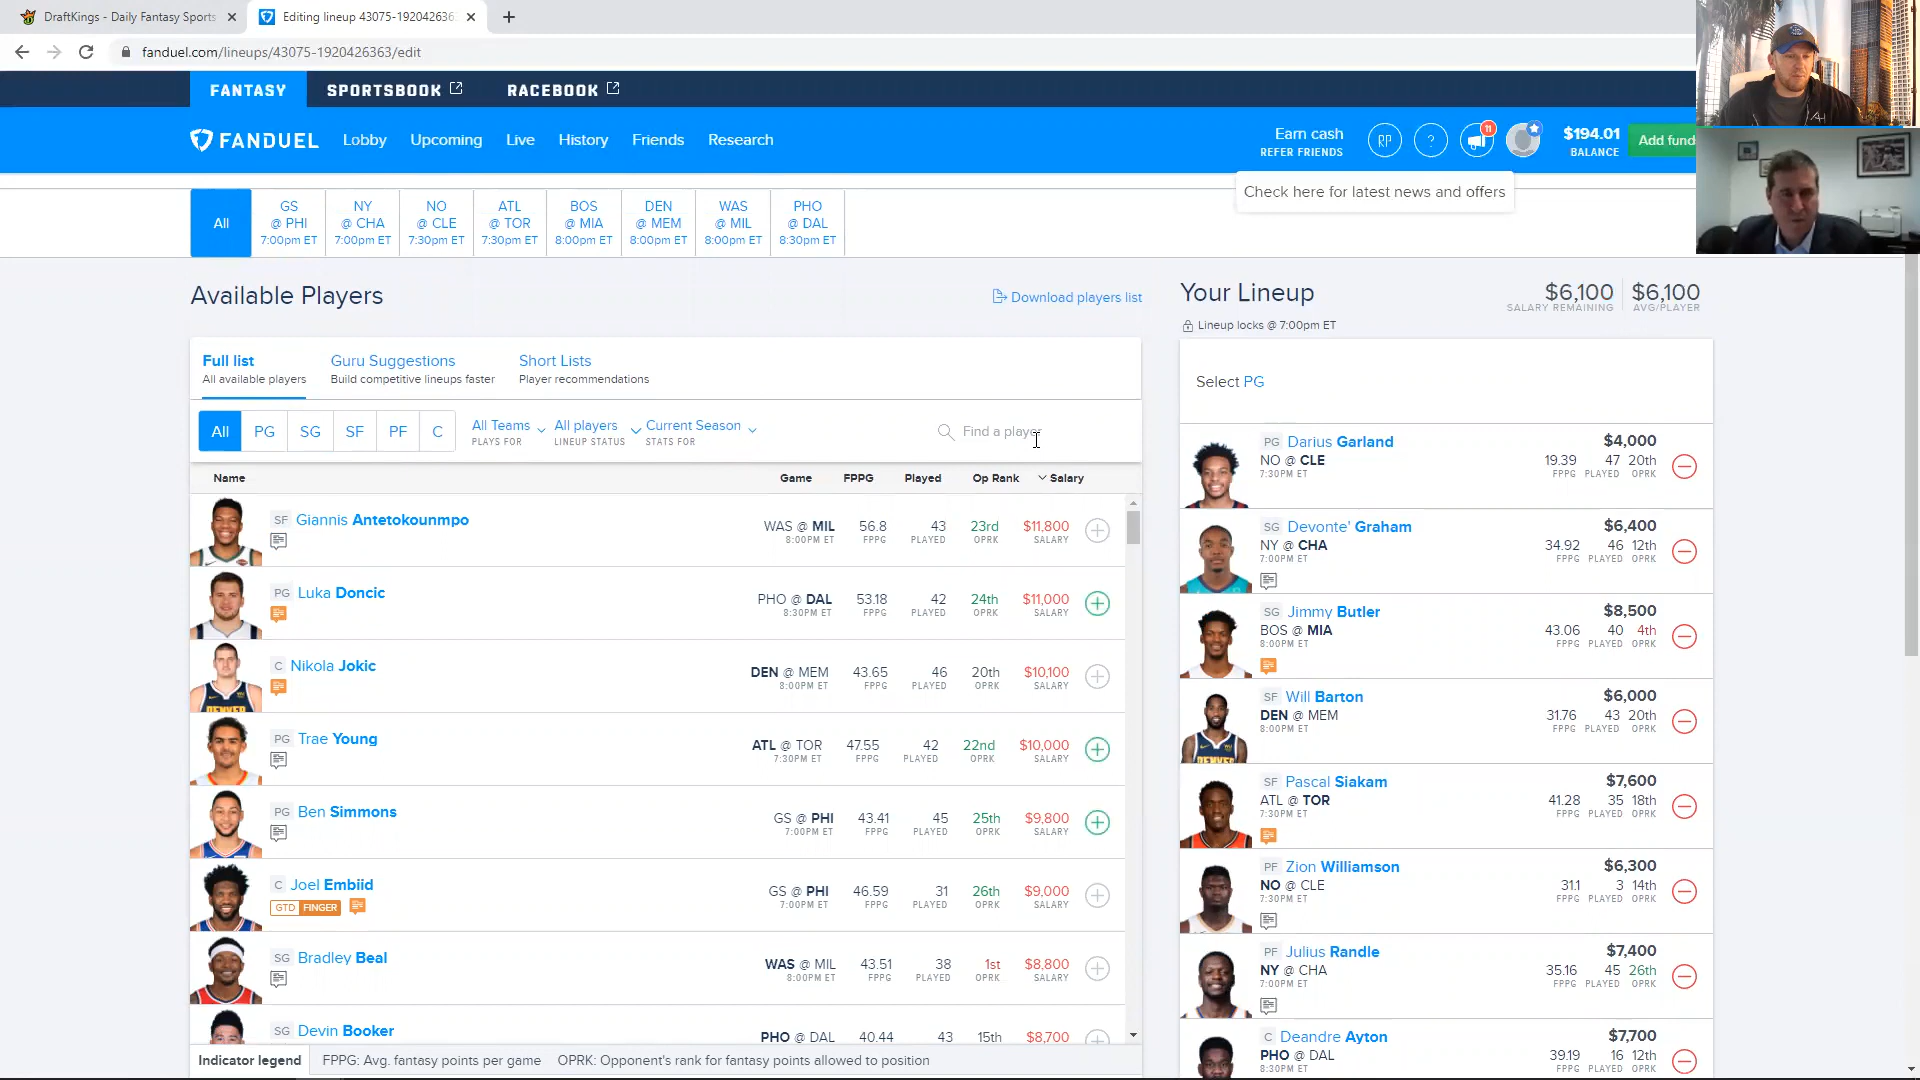 DraftKings - Daily Fantasy Sports
Editing lineup 43075-1920426363
fanduel.com/lineups/43075-1920426363/edit
FANTASY
SPORTSBOOK
RACEBOOK
FANDUEL
Lobby
Upcoming
Live
History
Friends
Research
Earn cash
REFER FRIENDS
RP
?
11
$194.01
BALANCE
Add fund
Check here for latest news and offers
All
GS
@ PHI
7:00pm ET
NY
@ CHA
7:00pm ET
NO
@ CLE
7:30pm ET
ATL
@ TOR
7:30pm ET
BOS
@ MIA
8:00pm ET
DEN
@ MEM
8:00pm ET
WAS
@ MIL
8:00pm ET
PHO
@ DAL
8:30pm ET
Available Players
Download players list
Full list
All available players
Guru Suggestions
Build competitive lineups faster
Short Lists
Player recommendations
All PG SG SF PF C
All Teams
PLAYS FOR
All players
LINEUP STATUS
Current Season
STATS FOR
Find a player
Name Game FPPG Played Op Rank Salary
SF Giannis Antetokounmpo WAS @ MIL 56.8 43 23rd $11,800
8:00PM ET FPPG PLAYED OPRK SALARY
PG Luka Doncic PHO @ DAL 53.18 42 24th $11,000
8:30PM ET FPPG PLAYED OPRK SALARY
C Nikola Jokic DEN @ MEM 43.65 46 20th $10,100
8:00PM ET FPPG PLAYED OPRK SALARY
PG Trae Young ATL @ TOR 47.55 42 22nd $10,000
7:30PM ET FPPG PLAYED OPRK SALARY
PG Ben Simmons GS @ PHI 43.41 45 25th $9,800
7:00PM ET FPPG PLAYED OPRK SALARY
C Joel Embiid GS @ PHI 46.59 31 26th $9,000
GTD FINGER 7:00PM ET FPPG PLAYED OPRK SALARY
SG Bradley Beal WAS @ MIL 43.51 38 1st $8,800
8:00PM ET FPPG PLAYED OPRK SALARY
SG Devin Booker PHO @ DAL 40.44 43 15th $8,700
Indicator legend FPPG: Avg. fantasy points per game OPRK: Opponent's rank for fantasy points allowed to position
Your Lineup
$6,100
SALARY REMAINING
$6,100
AVG/PLAYER
Lineup locks @ 7:00pm ET
Select PG
PG Darius Garland $4,000
NO @ CLE 19.39 47 20th
7:30PM ET FPPG PLAYED OPRK
SG Devonte' Graham $6,400
NY @ CHA 34.92 46 12th
7:00PM ET FPPG PLAYED OPRK
SG Jimmy Butler $8,500
BOS @ MIA 43.06 40 4th
8:00PM ET FPPG PLAYED OPRK
SF Will Barton $6,000
DEN @ MEM 31.76 43 20th
8:00PM ET FPPG PLAYED OPRK
SF Pascal Siakam $7,600
ATL @ TOR 41.28 35 18th
7:30PM ET FPPG PLAYED OPRK
PF Zion Williamson $6,300
NO @ CLE 31.1 3 14th
7:30PM ET FPPG PLAYED OPRK
PF Julius Randle $7,400
NY @ CHA 35.16 45 26th
7:00PM ET FPPG PLAYED OPRK
C Deandre Ayton $7,700
PHO @ DAL 39.19 16 12th
8:30PM ET FPPG PLAYED OPRK